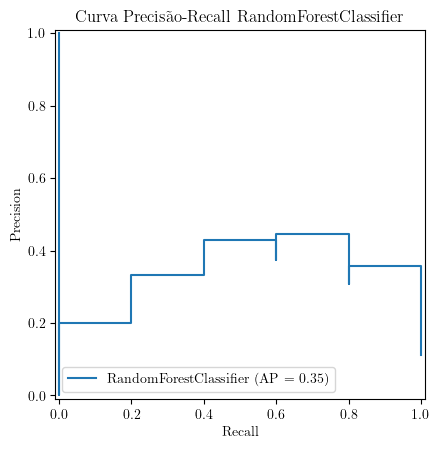 Curva Precisão-Recall RandomForestClassifier
1.0
0.8
0.6
0.4
0.2
0.0
Precision
RandomForestClassifier (AP = 0.35)
0.0 0.2 0.4 0.6 0.8 1.0
Recall